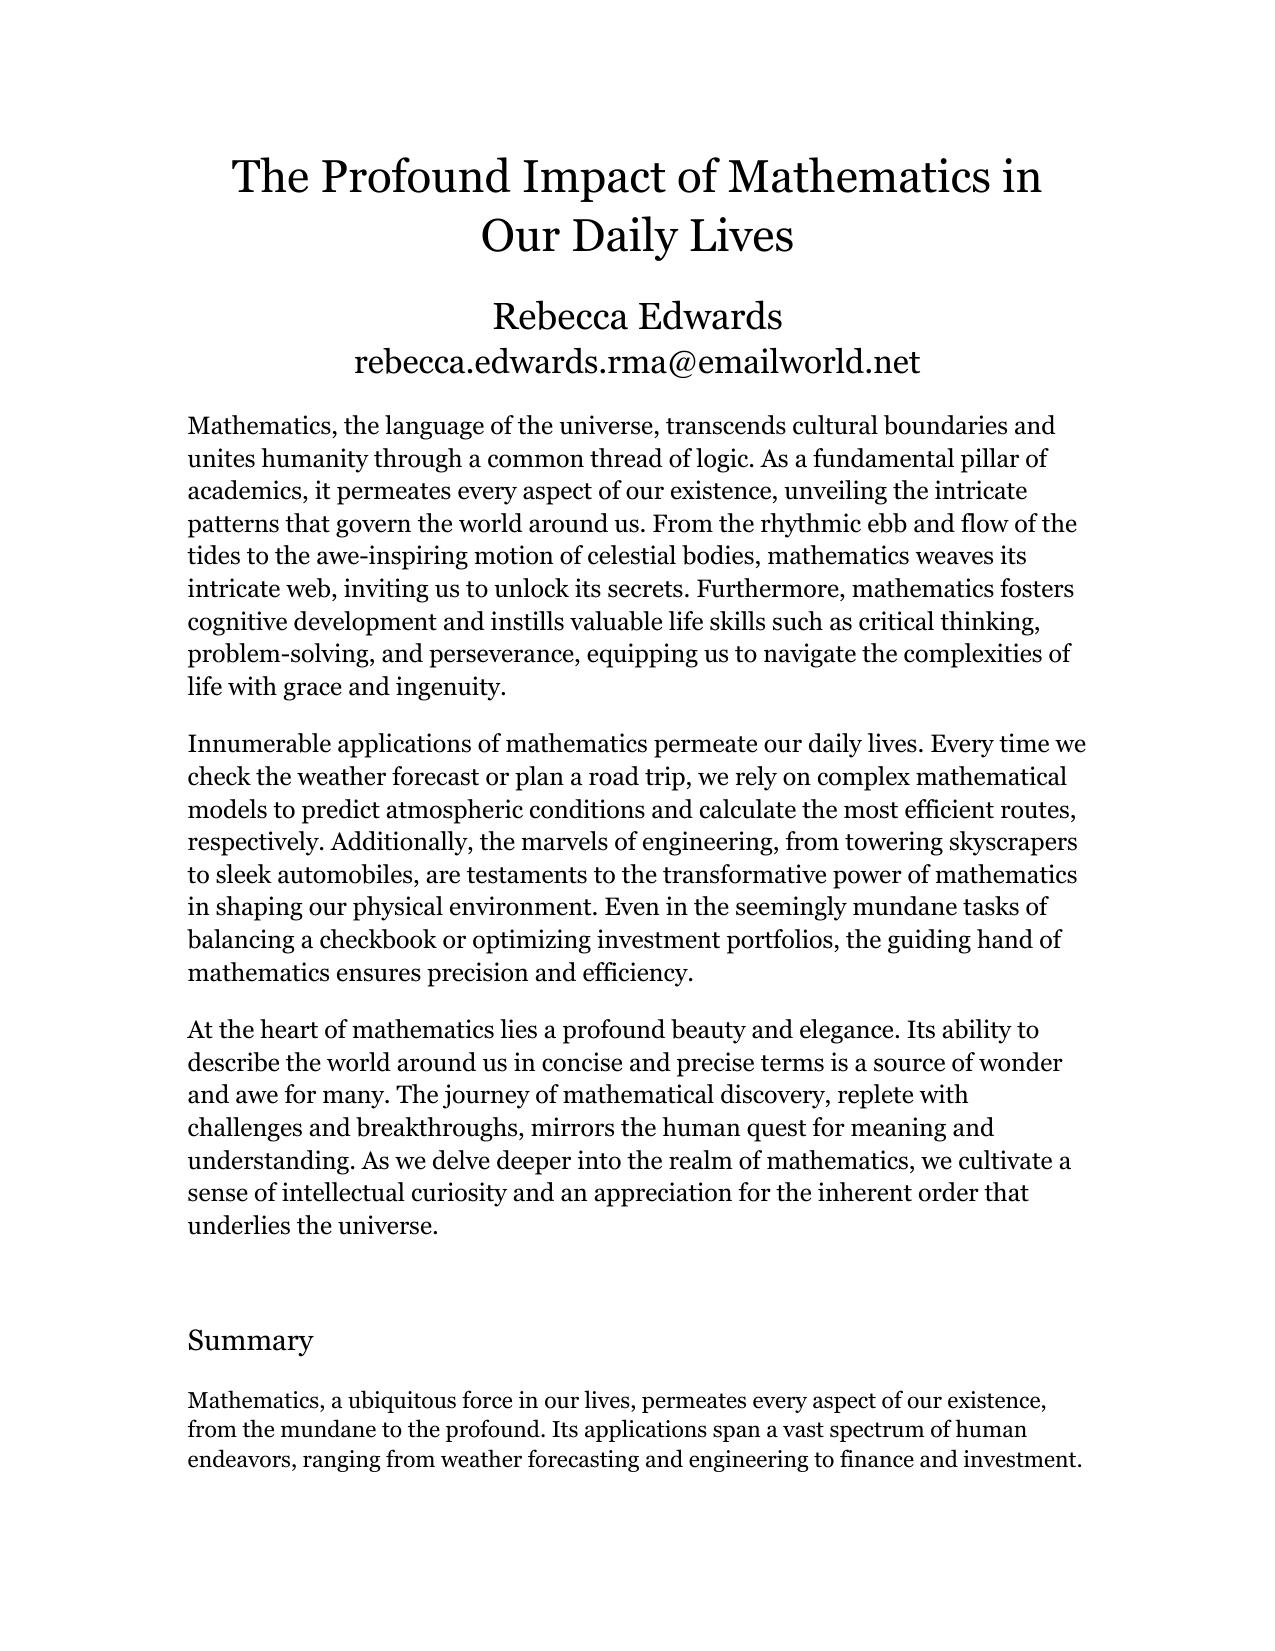 The Profound Impact of Mathematics in
Our Daily Lives
Rebecca Edwards
rebecca.edwards.rma@emailworld.net
Mathematics, the language of the universe, transcends cultural boundaries and
unites humanity through a common thread of logic. As a fundamental pillar of
academics, it permeates every aspect of our existence, unveiling the intricate
patterns that govern the world around us. From the rhythmic ebb and flow of the
tides to the awe-inspiring motion of celestial bodies, mathematics weaves its
intricate web, inviting us to unlock its secrets. Furthermore, mathematics fosters
cognitive development and instills valuable life skills such as critical thinking,
problem-solving, and perseverance, equipping us to navigate the complexities of
life with grace and ingenuity.
Innumerable applications of mathematics permeate our daily lives. Every time we
check the weather forecast or plan a road trip, we rely on complex mathematical
models to predict atmospheric conditions and calculate the most efficient routes,
respectively. Additionally, the marvels of engineering, from towering skyscrapers
to sleek automobiles, are testaments to the transformative power of mathematics
in shaping our physical environment. Even in the seemingly mundane tasks of
balancing a checkbook or optimizing investment portfolios, the guiding hand of
mathematics ensures precision and efficiency.
At the heart of mathematics lies a profound beauty and elegance. Its ability to
describe the world around us in concise and precise terms is a source of wonder
and awe for many. The journey of mathematical discovery, replete with
challenges and breakthroughs, mirrors the human quest for meaning and
understanding. As we delve deeper into the realm of mathematics, we cultivate a
sense of intellectual curiosity and an appreciation for the inherent order that
underlies the universe.
Summary
Mathematics, a ubiquitous force in our lives, permeates every aspect of our existence,
from the mundane to the profound. Its applications span a vast spectrum of human
endeavors, ranging from weather forecasting and engineering to finance and investment.